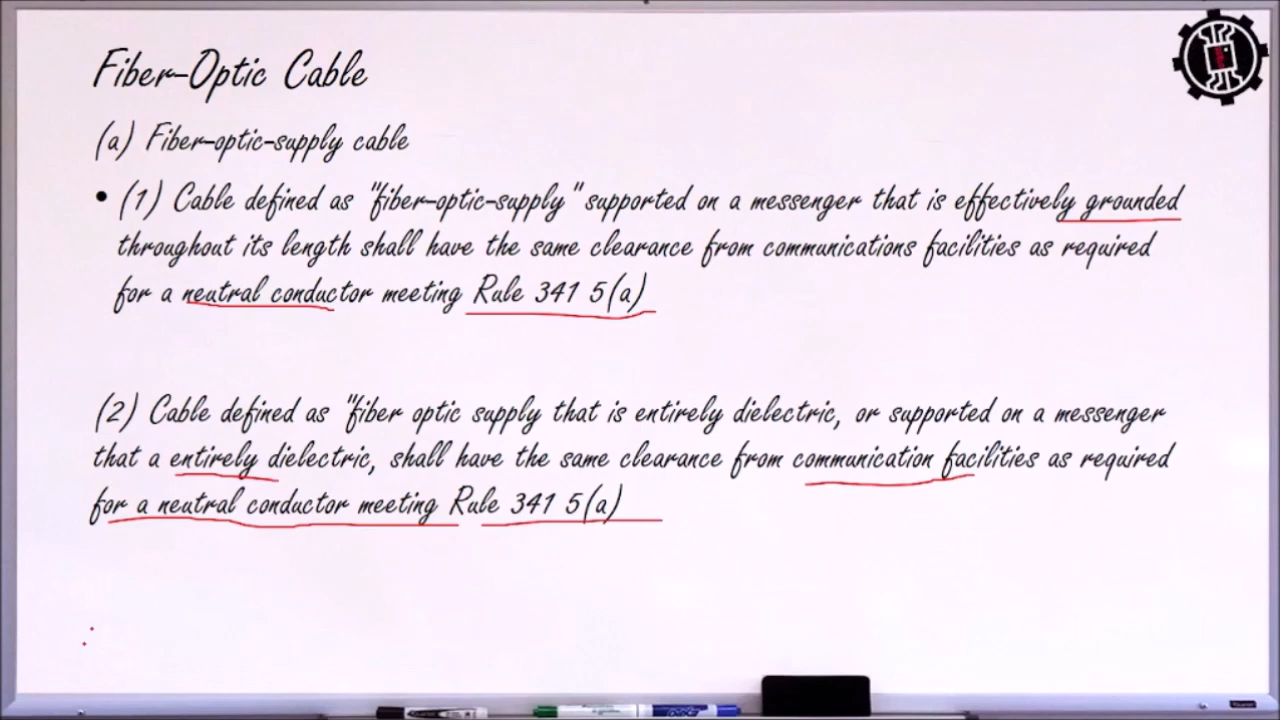 Fiber-Optic Cable
(a) Fiber-optic-supply cable
• (1) Cable defined as "fiber-optic-supply" supported on a messenger that is effectively grounded
throughout its length shall have the same clearance from communications facilities as required
for a neutral conductor meeting Rule 341 5(a)
(2) Cable defined as "fiber optic supply that is entirely dielectric, or supported on a messenger
that a entirely dielectric, shall have the same clearance from communication facilities as required
for a neutral conductor meeting Rule 341 5(a)